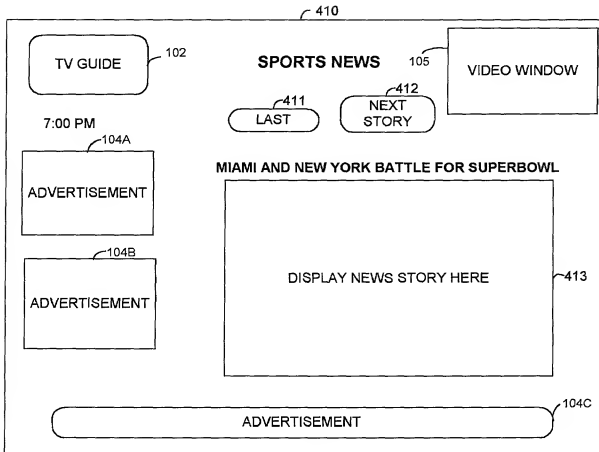 410
TV GUIDE
102
SPORTS NEWS
105
VIDEO WINDOW
411
LAST
412
NEXT
STORY
7:00 PM
104A
ADVERTISEMENT
MIAMI AND NEW YORK BATTLE FOR SUPERBOWL
104B
ADVERTISEMENT
DISPLAY NEWS STORY HERE
413
104C
ADVERTISEMENT